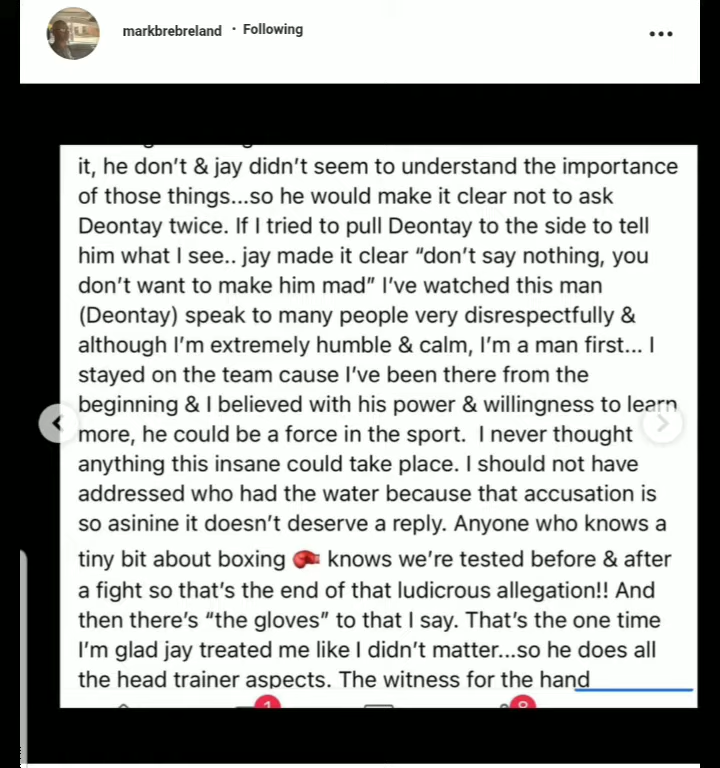 markbrebreland · Following
it, he don't & jay didn't seem to understand the importance
of those things...so he would make it clear not to ask
Deontay twice. If I tried to pull Deontay to the side to tell
him what I see.. jay made it clear "don't say nothing, you
don't want to make him mad" I've watched this man
(Deontay) speak to many people very disrespectfully &
although I'm extremely humble & calm, I'm a man first... I
stayed on the team cause I've been there from the
beginning & I believed with his power & willingness to learn
more, he could be a force in the sport.  I never thought
anything this insane could take place. I should not have
addressed who had the water because that accusation is
so asinine it doesn't deserve a reply. Anyone who knows a
tiny bit about boxing 🥊 knows we're tested before & after
a fight so that's the end of that ludicrous allegation!! And
then there's "the gloves" to that I say. That's the one time
I'm glad jay treated me like I didn't matter...so he does all
the head trainer aspects. The witness for the hand